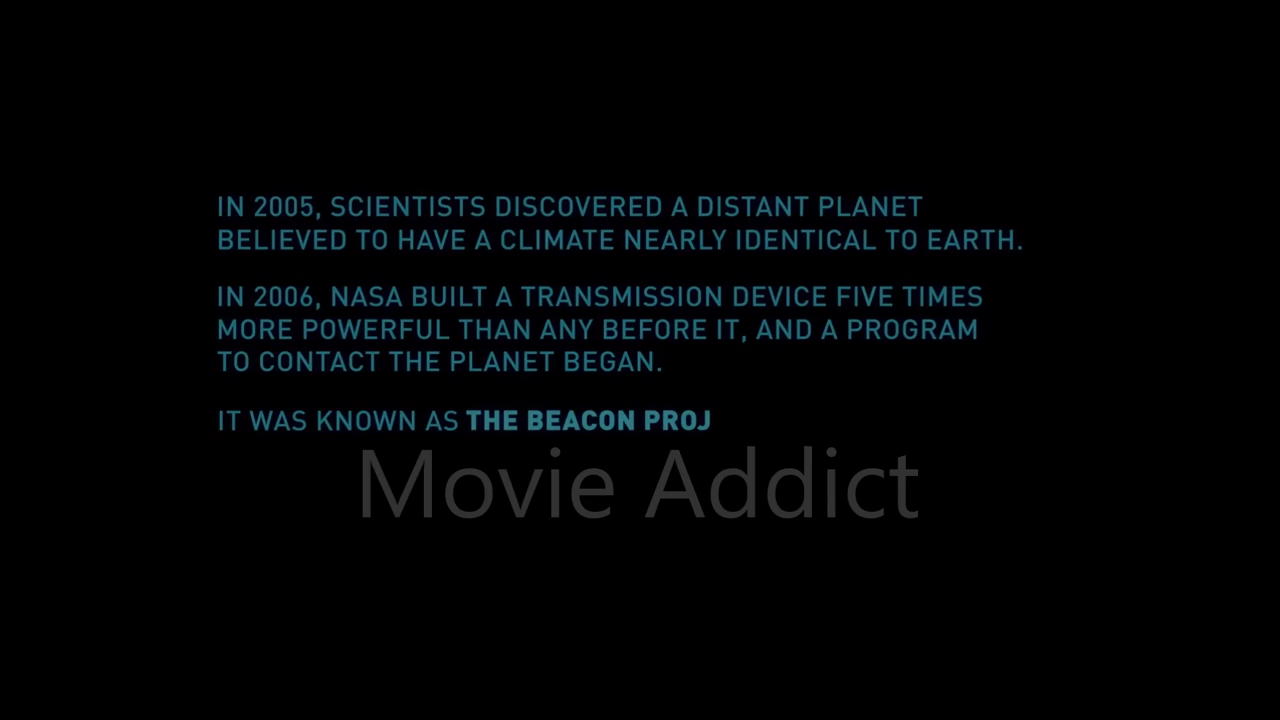 IN 2005, SCIENTISTS DISCOVERED A DISTANT PLANET
BELIEVED TO HAVE A CLIMATE NEARLY IDENTICAL TO EARTH.
IN 2006, NASA BUILT A TRANSMISSION DEVICE FIVE TIMES
MORE POWERFUL THAN ANY BEFORE IT, AND A PROGRAM
TO CONTACT THE PLANET BEGAN.
IT WAS KNOWN AS THE BEACON PROJ
Movie Addict